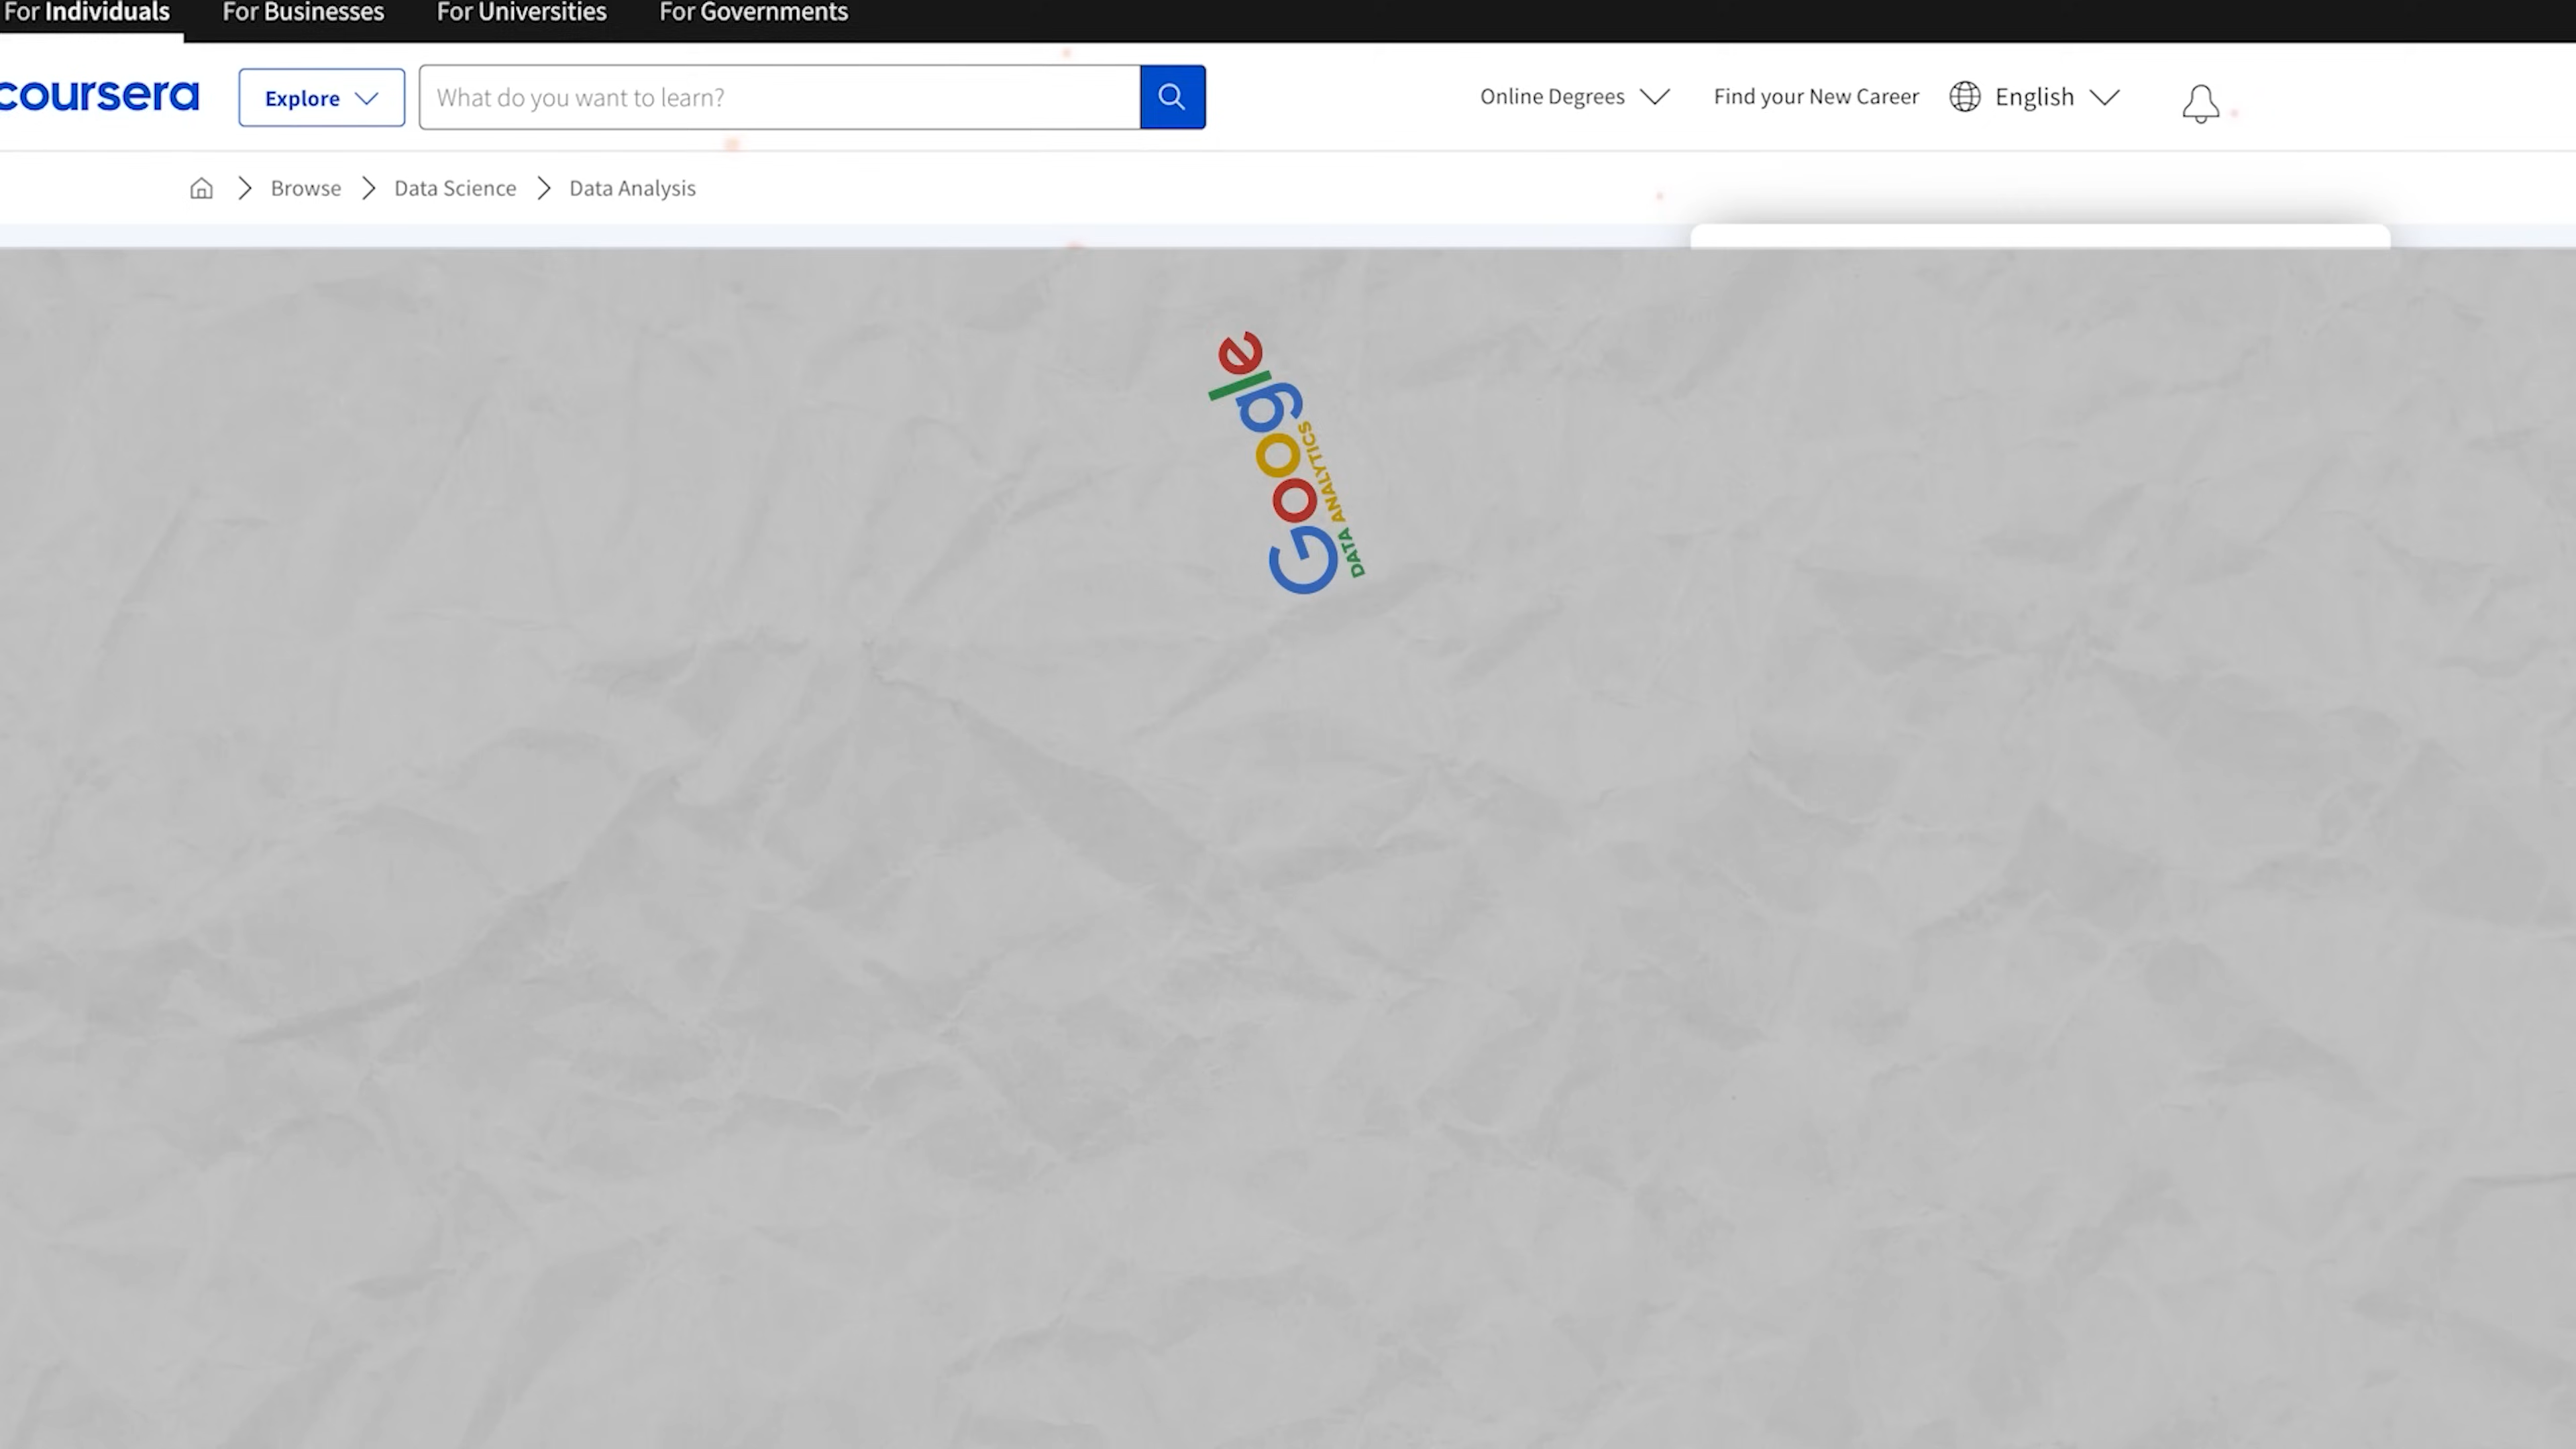 For Individuals For Businesses For Universities For Governments
coursera Explore What do you want to learn? Online Degrees Find your New Career English
Browse Data Science Data Analysis
Google
DATA ANALYTICS